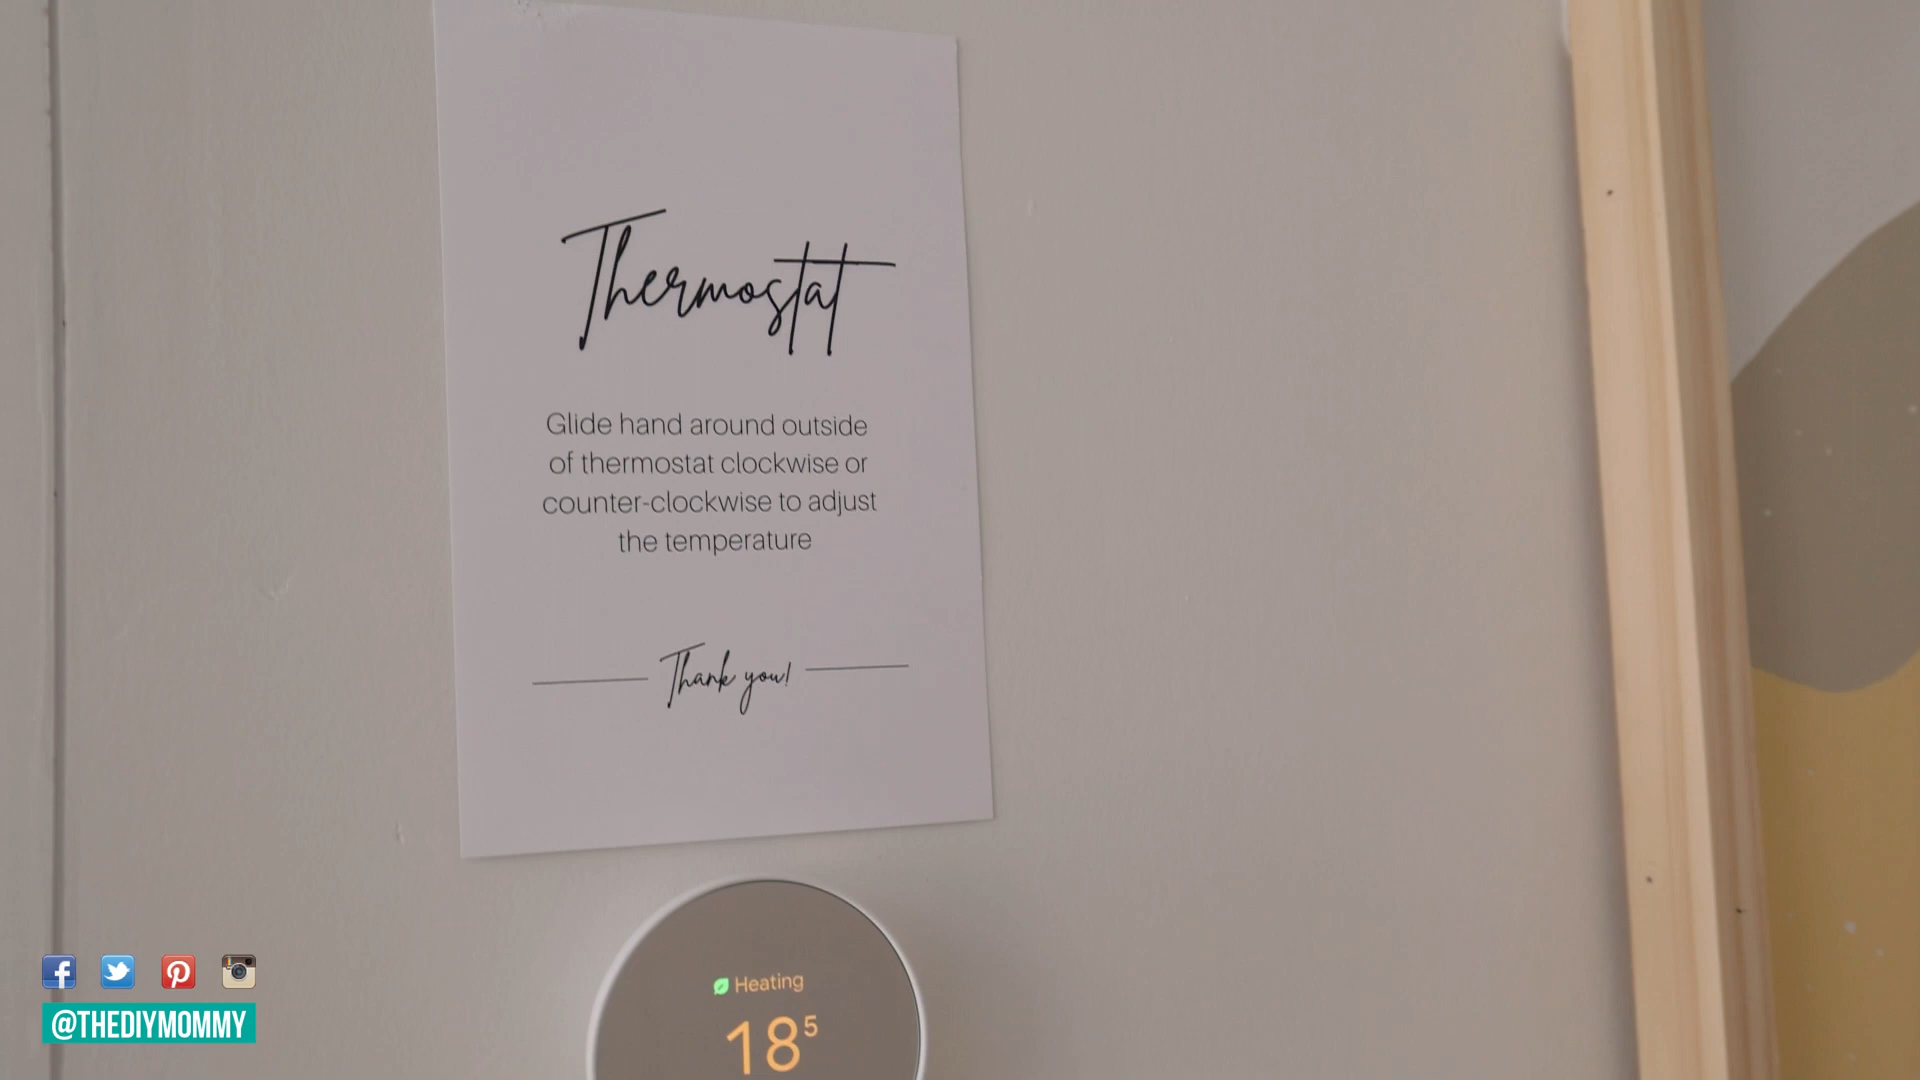 Thermostat
Glide hand around outside
of thermostat clockwise or
counter-clockwise to adjust
the temperature
Thank you!
Heating
18⁵
@THEDIYMOMMY